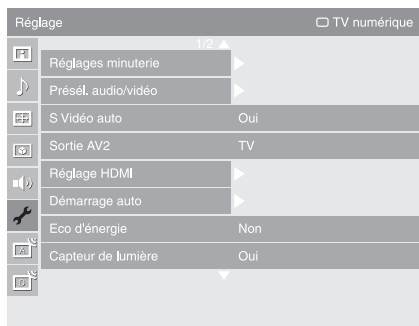 Réglage TV numérique
1/2
Réglages minuterie
Présél. audio/vidéo
S Vidéo auto Oui
Sortie AV2 TV
Réglage HDMI
Démarrage auto
Eco d'énergie Non
Capteur de lumière Oui
A